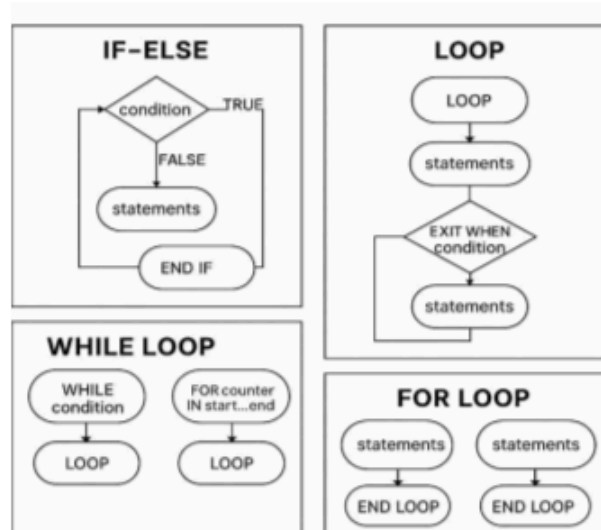 IF–ELSE
condition
TRUE
FALSE
statements
END IF
LOOP
LOOP
statements
EXIT WHEN
condition
statements
WHILE LOOP
WHILE
condition
LOOP
FOR counter
IN start...end
LOOP
FOR LOOP
statements
END LOOP
statements
END LOOP